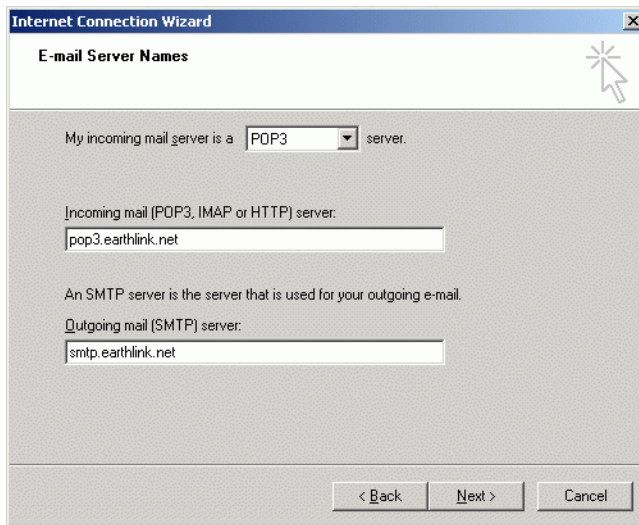 Internet Connection Wizard
E-mail Server Names
My incoming mail server is a POP3 server.
Incoming mail (POP3, IMAP or HTTP) server:
pop3.earthlink.net
An SMTP server is the server that is used for your outgoing e-mail.
Outgoing mail (SMTP) server:
smtp.earthlink.net
< Back Next > Cancel